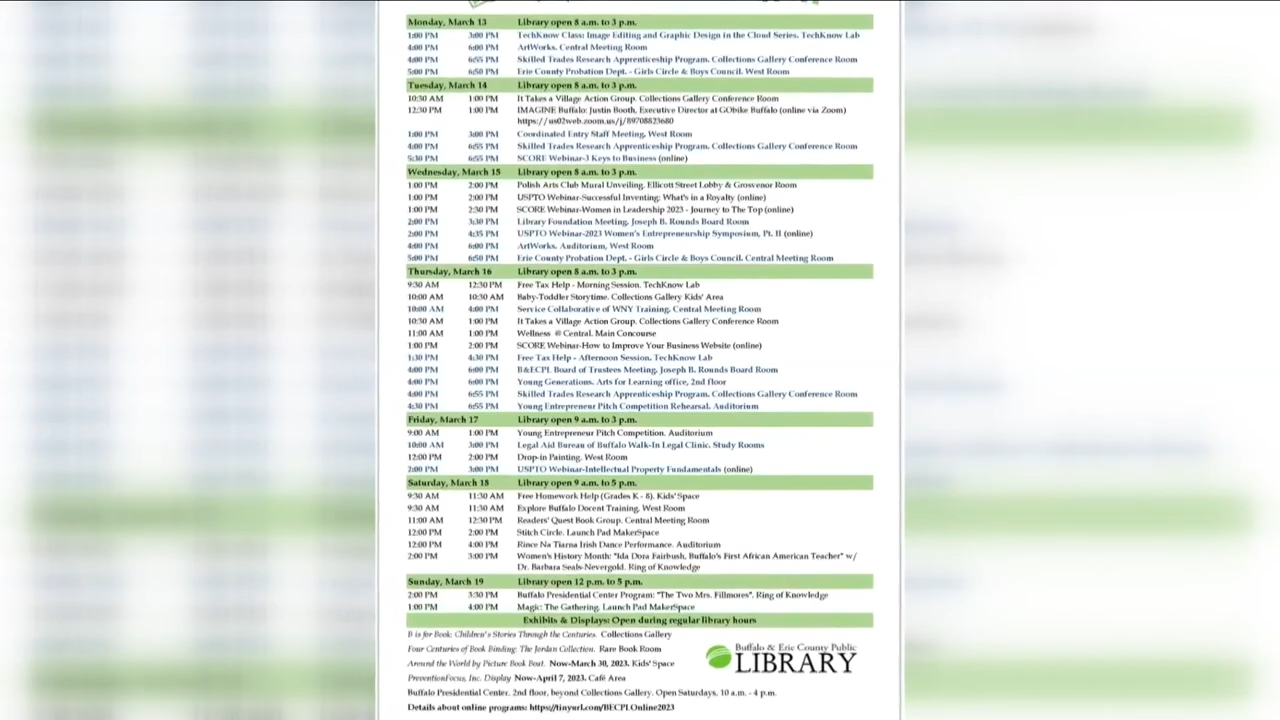 Monday, March 13 Library open 8 a.m. to 3 p.m.
1:00 PM 3:00 PM TechKnow Class: Image Editing and Graphic Design in the Cloud Series. TechKnow Lab
4:00 PM 6:00 PM ArtWorks. Central Meeting Room
4:00 PM 6:55 PM Skilled Trades Research Apprenticeship Program. Collections Gallery Conference Room
5:00 PM 6:50 PM Erie County Probation Dept. - Girls Circle & Boys Council. West Room
Tuesday, March 14 Library open 8 a.m. to 3 p.m.
10:30 AM 1:00 PM It Takes a Village Action Group. Collections Gallery Conference Room
12:30 PM 1:00 PM IMAGINE Buffalo: Justin Booth, Executive Director at GObike Buffalo (online via Zoom)
https://us02web.zoom.us/j/89708823680
1:00 PM 3:00 PM Coordinated Entry Staff Meeting. West Room
4:00 PM 6:55 PM Skilled Trades Research Apprenticeship Program. Collections Gallery Conference Room
5:30 PM 6:55 PM SCORE Webinar-3 Keys to Business (online)
Wednesday, March 15 Library open 8 a.m. to 3 p.m.
1:00 PM 2:00 PM Polish Arts Club Mural Unveiling. Ellicott Street Lobby & Grosvenor Room
1:00 PM 2:00 PM USPTO Webinar-Successful Inventing: What's in a Royalty (online)
1:00 PM 2:30 PM SCORE Webinar-Women in Leadership 2023 - Journey to The Top (online)
2:00 PM 3:30 PM Library Foundation Meeting. Joseph B. Rounds Board Room
2:00 PM 4:15 PM USPTO Webinar-2023 Women's Entrepreneurship Symposium, Pt. II (online)
4:00 PM 6:00 PM ArtWorks. Auditorium, West Room
5:00 PM 6:50 PM Erie County Probation Dept. - Girls Circle & Boys Council. Central Meeting Room
Thursday, March 16 Library open 8 a.m. to 3 p.m.
9:30 AM 12:30 PM Free Tax Help - Morning Session. TechKnow Lab
10:00 AM 10:30 AM Baby-Toddler Storytime. Collections Gallery Kids' Area
10:00 AM 4:00 PM Service Collaborative of WNY Training. Central Meeting Room
10:30 AM 1:00 PM It Takes a Village Action Group. Collections Gallery Conference Room
11:00 AM 1:00 PM Wellness @ Central. Main Concourse
1:00 PM 2:00 PM SCORE Webinar-How to Improve Your Business Website (online)
1:30 PM 4:30 PM Free Tax Help - Afternoon Session. TechKnow Lab
4:00 PM 6:00 PM B&ECPL Board of Trustees Meeting. Joseph B. Rounds Board Room
4:00 PM 6:00 PM Young Generations. Arts for Learning office, 2nd floor
4:00 PM 6:55 PM Skilled Trades Research Apprenticeship Program. Collections Gallery Conference Room
4:30 PM 6:55 PM Young Entrepreneur Pitch Competition Rehearsal. Auditorium
Friday, March 17 Library open 9 a.m. to 3 p.m.
9:00 AM 1:00 PM Young Entrepreneur Pitch Competition. Auditorium
10:00 AM 3:00 PM Legal Aid Bureau of Buffalo Walk-In Legal Clinic. Study Rooms
12:00 PM 2:00 PM Drop-in Painting. West Room
2:00 PM 3:00 PM USPTO Webinar-Intellectual Property Fundamentals (online)
Saturday, March 18 Library open 9 a.m. to 5 p.m.
9:30 AM 11:30 AM Free Homework Help (Grades K - 8). Kids'Space
9:30 AM 11:30 AM Explore Buffalo Docent Training. West Room
11:00 AM 12:30 PM Readers' Quest Book Group. Central Meeting Room
12:00 PM 2:00 PM Stitch Circle. Launch Pad MakerSpace
12:00 PM 4:00 PM Rince Na Tiarna Irish Dance Performance. Auditorium
2:00 PM 3:00 PM Women's History Month: "Ida Dora Fairbush, Buffalo's First African American Teacher" w/
Dr. Barbara Seals-Nevergold. Ring of Knowledge
Sunday, March 19 Library open 12 p.m. to 5 p.m.
2:00 PM 3:30 PM Buffalo Presidential Center Program: "The Two Mrs. Fillmores". Ring of Knowledge
1:00 PM 4:00 PM Magic: The Gathering. Launch Pad MakerSpace
Exhibits & Displays: Open during regular library hours
B is for Book: Children's Stories Through the Centuries. Collections Gallery
Four Centuries of Book Binding: The Jordan Collection. Rare Book Room
Around the World by Picture Book Boat. Now-March 30, 2023. Kids' Space
PreventionFocus, Inc. Display Now-April 7, 2023. Café Area
Buffalo Presidential Center. 2nd floor, beyond Collections Gallery. Open Saturdays, 10 a.m. - 4 p.m.
Details about online programs: https://tinyurl.com/BECPLOnline2023
Buffalo & Erie County Public
LIBRARY